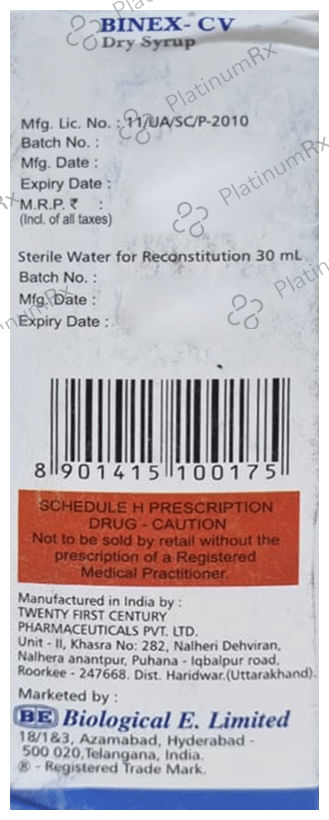 BINEX- CV
Dry Syrup
Mfg. Lic. No. : 11/UA/SC/P-2010
Batch No. :
Mfg. Date :
Expiry Date :
M.R.P. ₹ :
(Incl. of all taxes)
Sterile Water for Reconstitution 30 mL
Batch No. :
Mfg. Date :
Expiry Date :
8 901415 100175
SCHEDULE H PRESCRIPTION
DRUG - CAUTION
Not to be sold by retail without the
prescription of a Registered
Medical Practitioner.
Manufactured in India by :
TWENTY FIRST CENTURY
PHARMACEUTICALS PVT. LTD.
Unit - II, Khasra No: 282, Nalheri Dehviran,
Nalhera anantpur, Puhana - Iqbalpur road,
Roorkee - 247668. Dist. Haridwar.(Uttarakhand).
Marketed by :
BE Biological E. Limited
18/1&3, Azamabad, Hyderabad -
500 020,Telangana, India.
® - Registered Trade Mark.
PlatinumRx
PlatinumRx
PlatinumRx
PlatinumRx